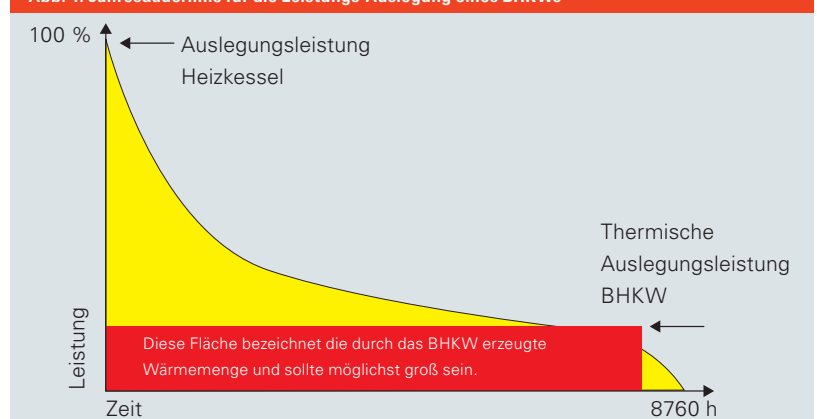 100 %
Auslegungsleistung
Heizkessel
Thermische
Auslegungsleistung
BHKW
Leistung
Diese Fläche bezeichnet die durch das BHKW erzeugte
Wärmemenge und sollte möglichst groß sein.
Zeit
8760 h